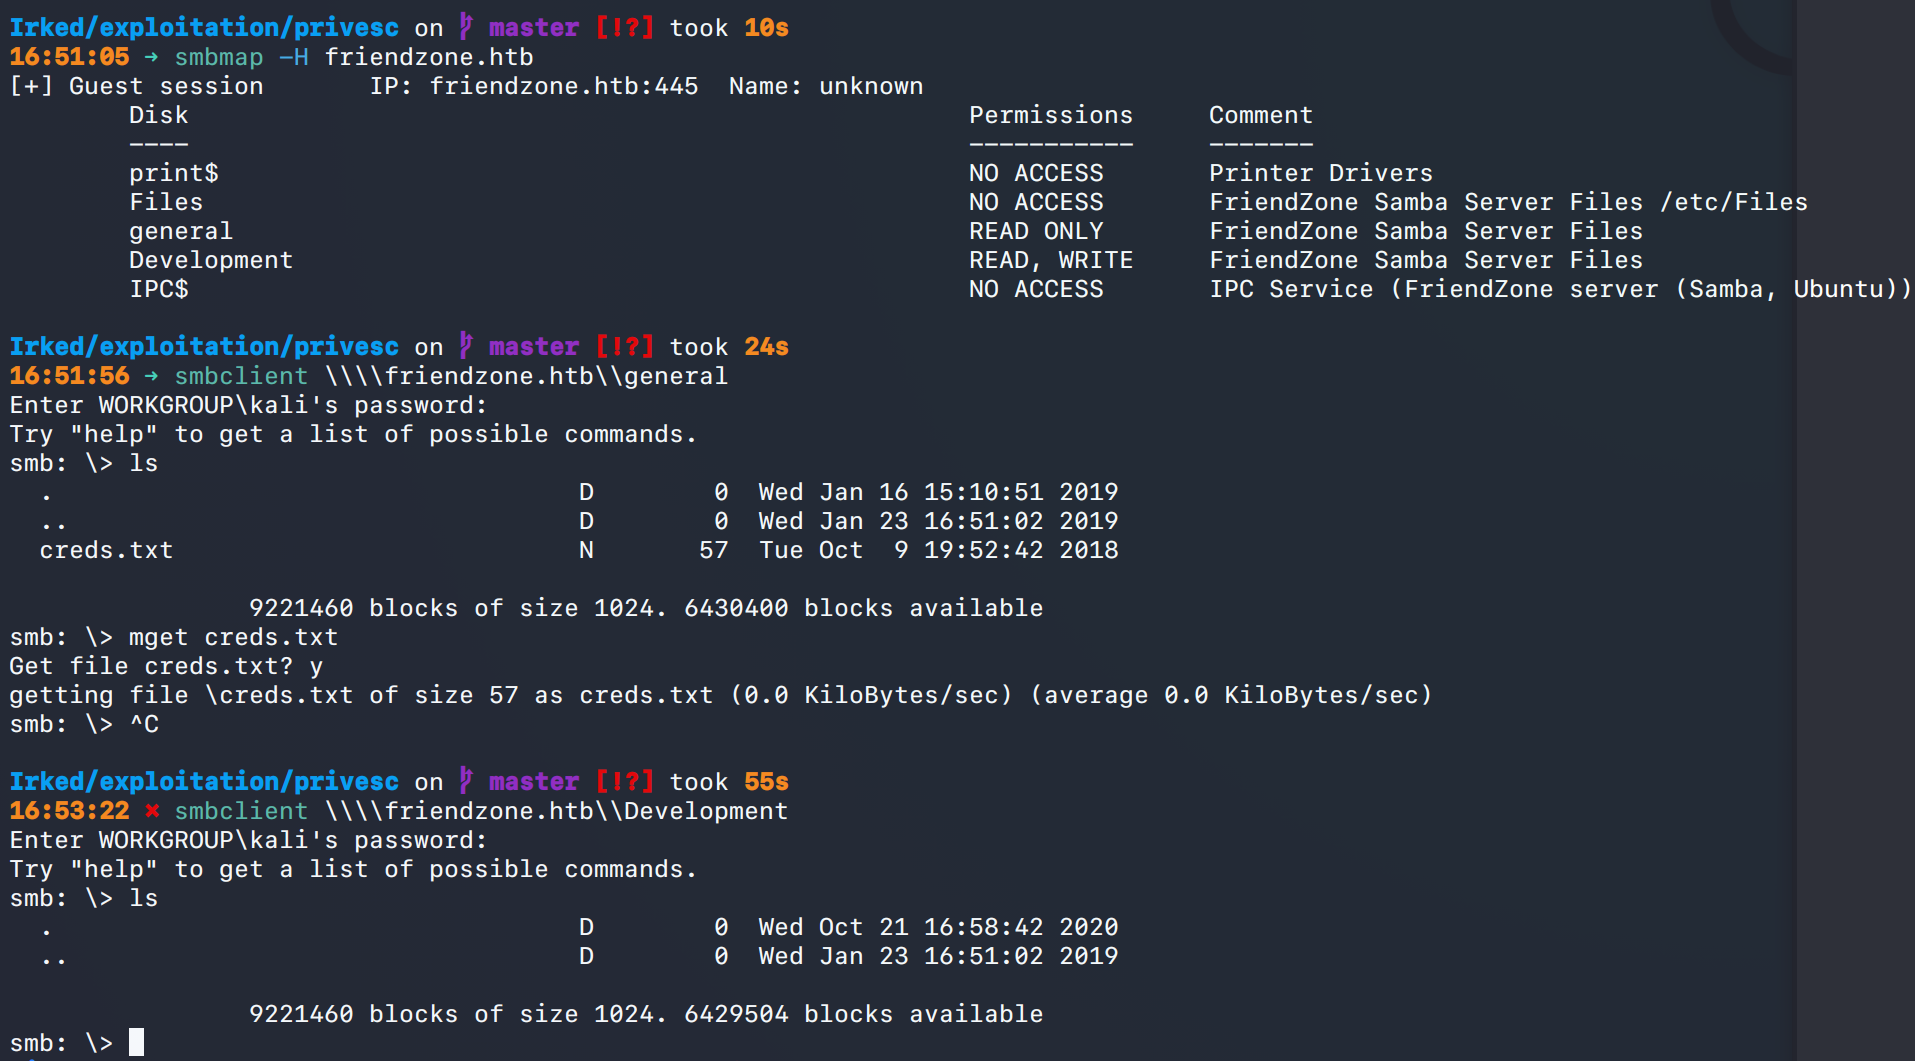 Irked/exploitation/privesc on master [!?] took 10s
16:51:05 → smbmap -H friendzone.htb
[+] Guest session       IP: friendzone.htb:445  Name: unknown
        Disk                                                    Permissions     Comment
        ----                                                    -----------     -------
        print$                                                  NO ACCESS       Printer Drivers
        Files                                                   NO ACCESS       FriendZone Samba Server Files /etc/Files
        general                                                 READ ONLY       FriendZone Samba Server Files
        Development                                             READ, WRITE     FriendZone Samba Server Files
        IPC$                                                    NO ACCESS       IPC Service (FriendZone server (Samba, Ubuntu))
Irked/exploitation/privesc on master [!?] took 24s
16:51:56 → smbclient \\\\friendzone.htb\\general
Enter WORKGROUP\kali's password:
Try "help" to get a list of possible commands.
smb: \> ls
  .                                   D        0  Wed Jan 16 15:10:51 2019
  ..                                  D        0  Wed Jan 23 16:51:02 2019
  creds.txt                           N       57  Tue Oct  9 19:52:42 2018
                9221460 blocks of size 1024. 6430400 blocks available
smb: \> mget creds.txt
Get file creds.txt? y
getting file \creds.txt of size 57 as creds.txt (0.0 KiloBytes/sec) (average 0.0 KiloBytes/sec)
smb: \> ^C
Irked/exploitation/privesc on master [!?] took 55s
16:53:22 ✖ smbclient \\\\friendzone.htb\\Development
Enter WORKGROUP\kali's password:
Try "help" to get a list of possible commands.
smb: \> ls
  .                                   D        0  Wed Oct 21 16:58:42 2020
  ..                                  D        0  Wed Jan 23 16:51:02 2019
                9221460 blocks of size 1024. 6429504 blocks available
smb: \>